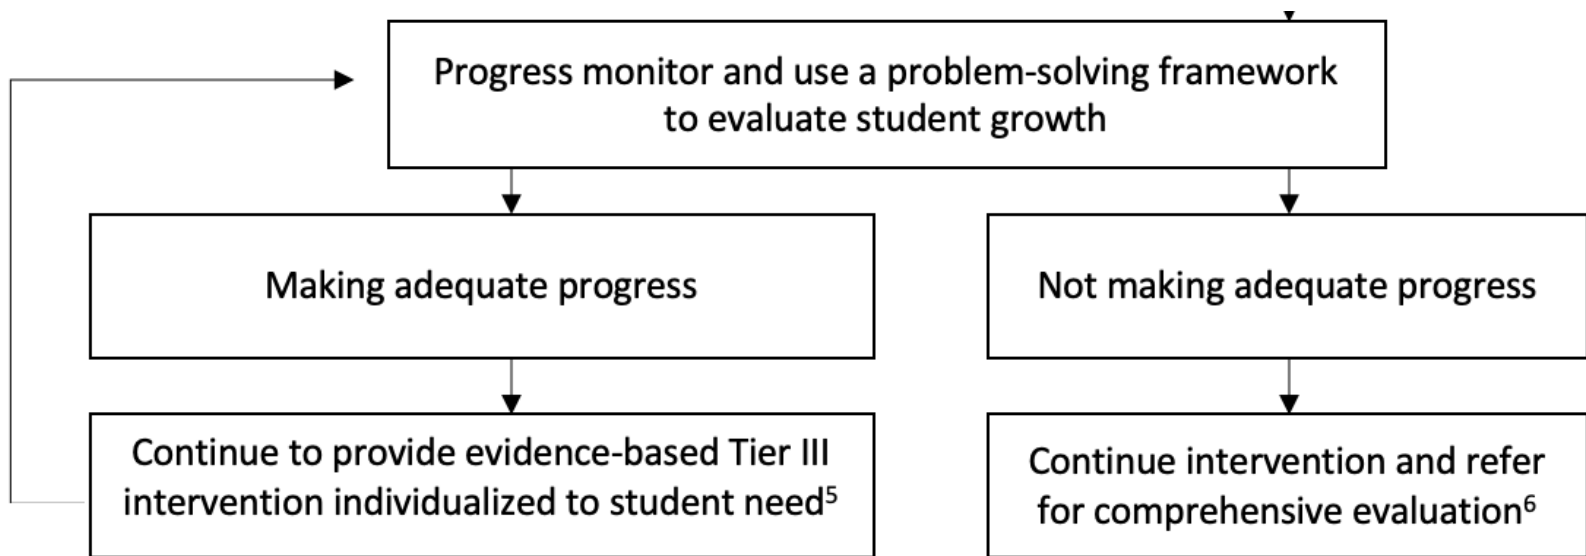 Progress monitor and use a problem-solving framework
to evaluate student growth
Making adequate progress
Not making adequate progress
Continue to provide evidence-based Tier III
intervention individualized to student need⁵
Continue intervention and refer
for comprehensive evaluation⁶